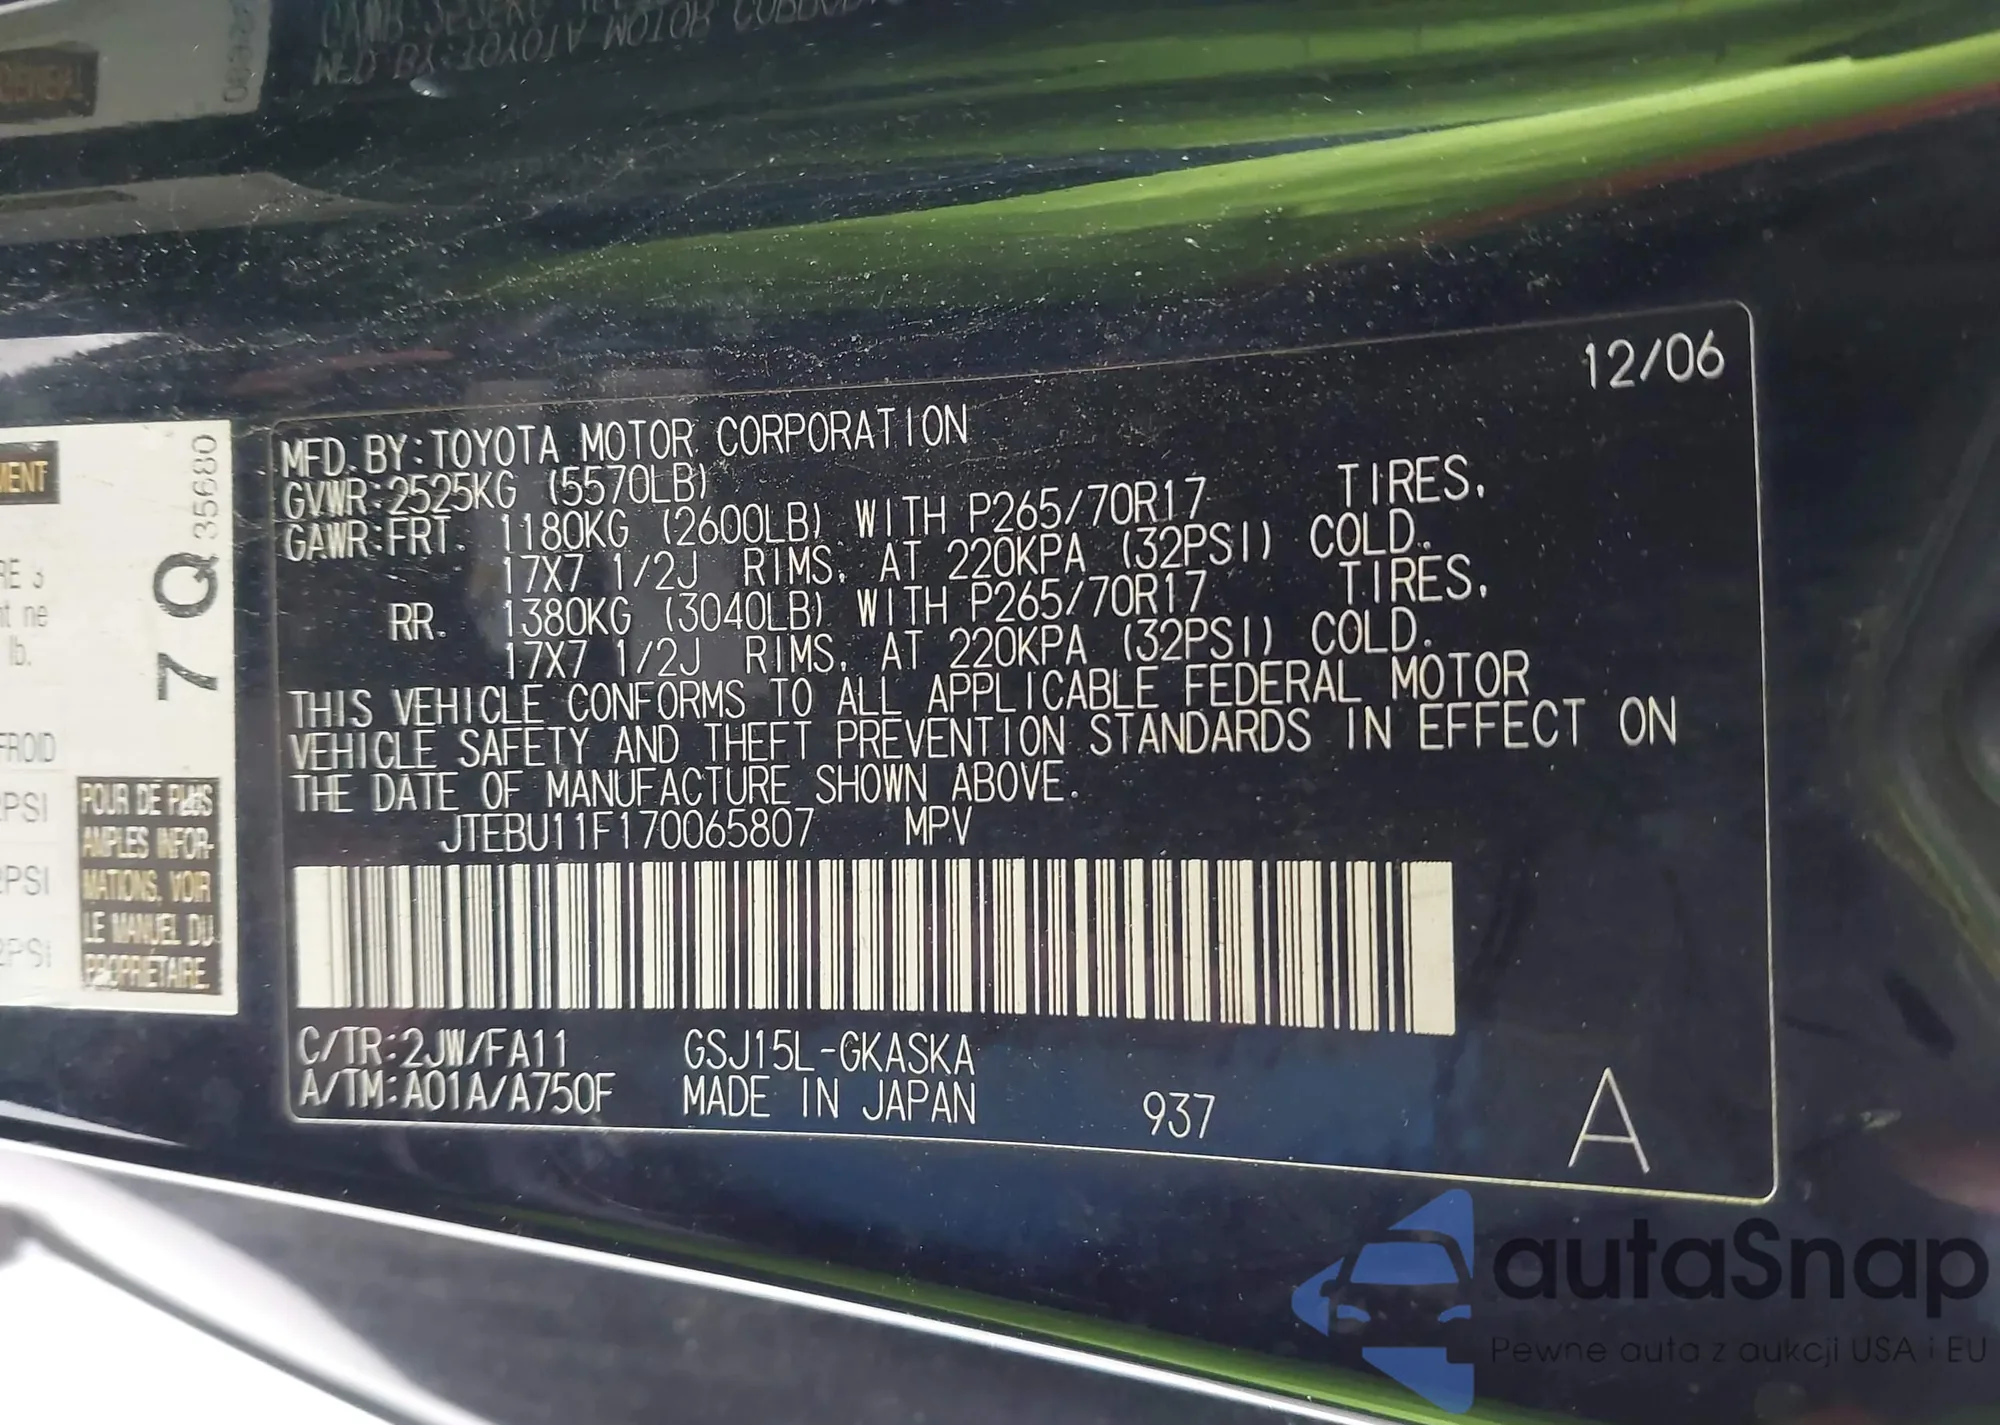 12/06
MFD. BY: TOYOTA MOTOR CORPORATION
GVWR: 2525KG (5570LB)
GAWR: FRT. 1180KG (2600LB) WITH P265/70R17 TIRES,
17X7 1/2J RIMS, AT 220KPA (32PSI) COLD.
RR. 1380KG (3040LB) WITH P265/70R17 TIRES,
17X7 1/2J RIMS, AT 220KPA (32PSI) COLD.
THIS VEHICLE CONFORMS TO ALL APPLICABLE FEDERAL MOTOR
VEHICLE SAFETY AND THEFT PREVENTION STANDARDS IN EFFECT ON
THE DATE OF MANUFACTURE SHOWN ABOVE.
JTEBU11F170065807 MPV
C/TR: 2JW/FA11 GSJ15L-GKASKA
A/TM: A01A/A750F MADE IN JAPAN 937
A
7Q35680
lb.
FROID
PSI
PSI
PSI
POUR DE PLUS
AMPLES INFOR-
MATIONS, VOIR
LE MANUEL DU
PROPRIÉTAIRE.
autaSnap
Pewne auta z aukcji USA i EU